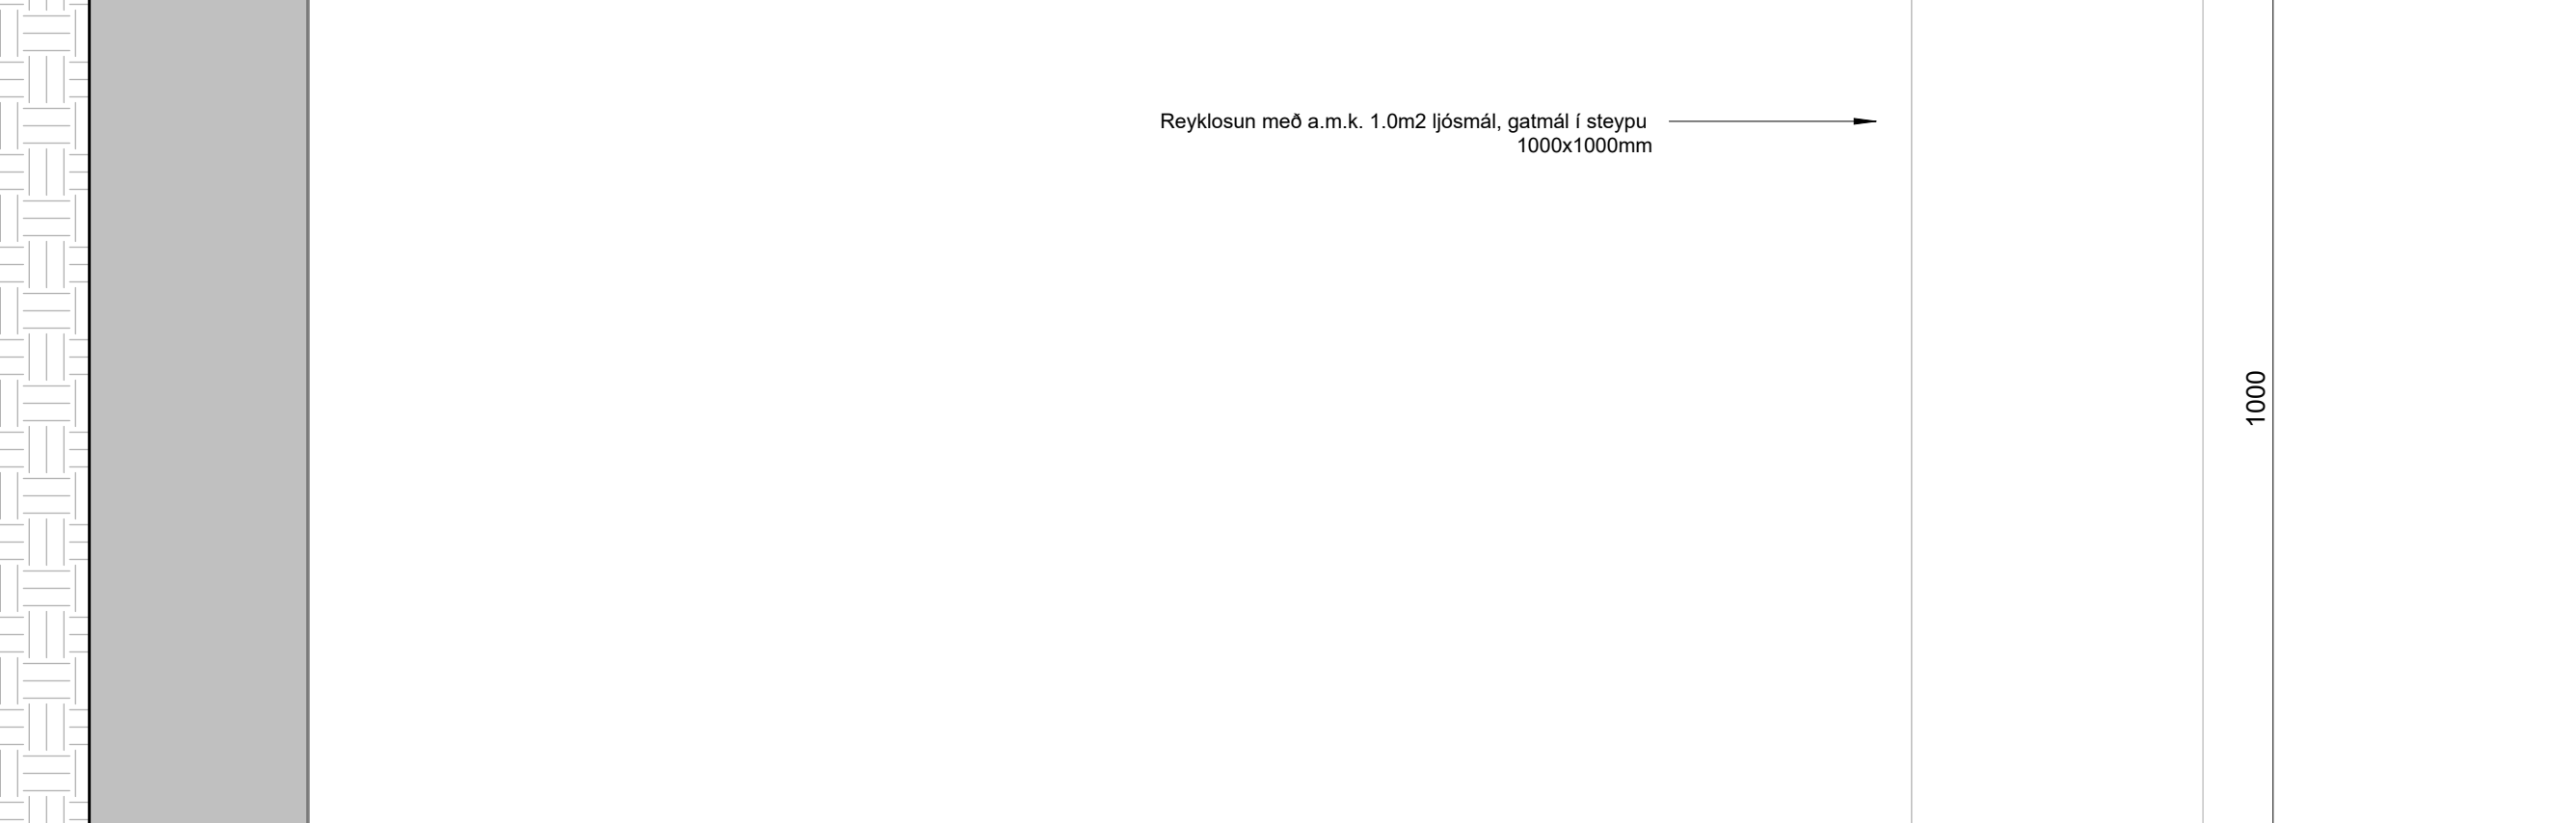 Reyklosun með a.m.k. 1.0m2 ljósmál, gatmál í steypu
1000x1000mm
1000